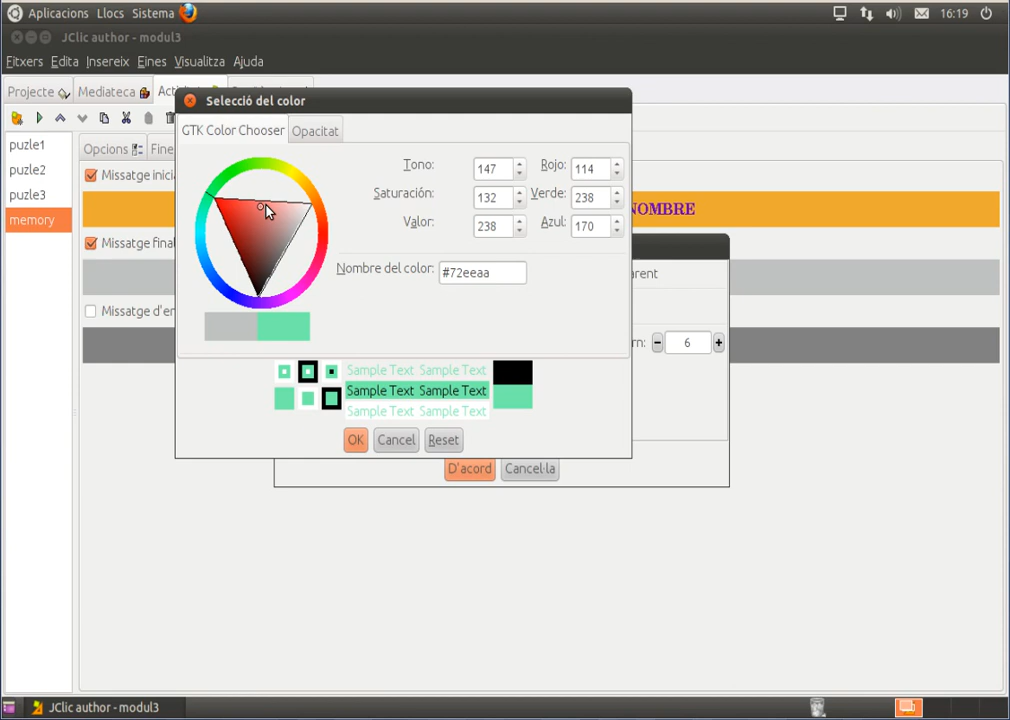 Aplicacions Llocs Sistema 16:19
JClic author - modul3
Fitxers Edita Insereix Eines Visualitza Ajuda
Projecte Mediateca
Selecció del color
GTK Color Chooser Opacitat
puzle1
puzle2
puzle3
memory
Opcions
Missatge inici
NOMBRE
Missatge final
Tono: 147 Rojo: 114
Saturación: 132 Verde: 238
Valor: 238 Azul: 170
Nombre del color: #72eeaa
6
Sample Text Sample Text
Sample Text Sample Text
Sample Text Sample Text
OK Cancel Reset
D'acord Cancel·la
JClic author - modul3